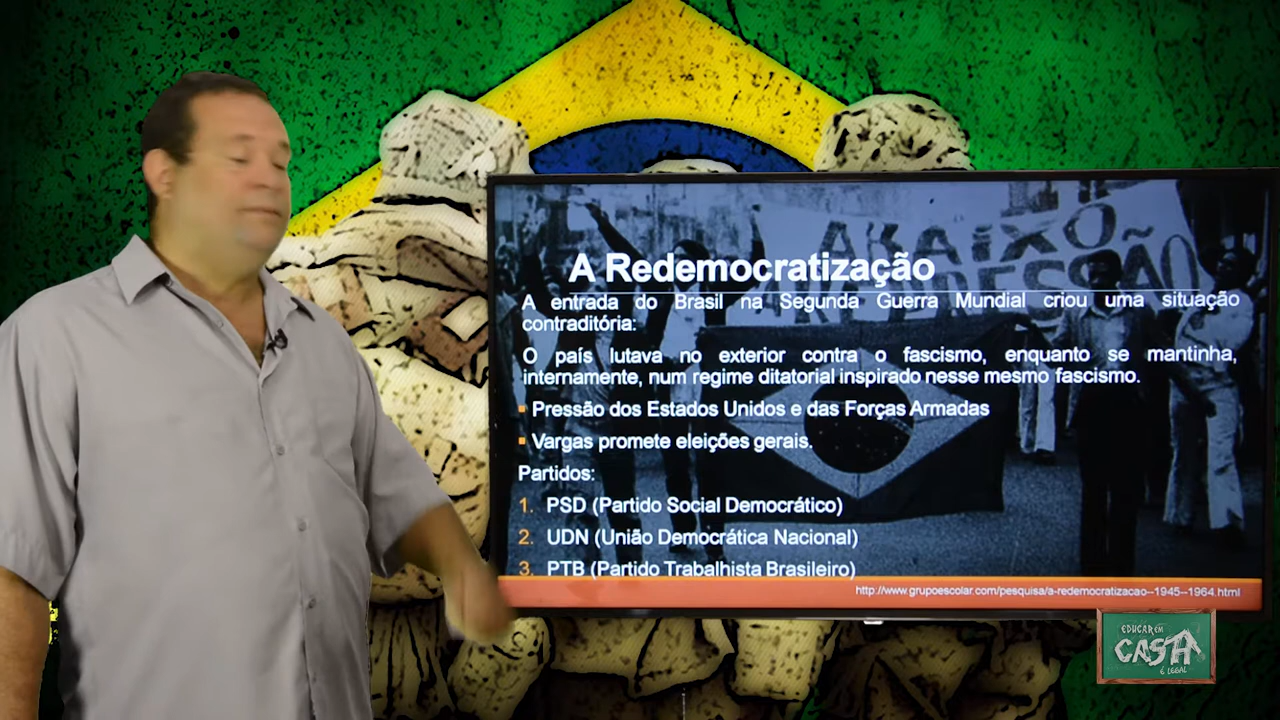 ABAIXO
A REPRESSÃO
A Redemocratização
A entrada do Brasil na Segunda Guerra Mundial criou uma situação
contraditória:
O país lutava no exterior contra o fascismo, enquanto se mantinha,
internamente, num regime ditatorial inspirado nesse mesmo fascismo.
▪ Pressão dos Estados Unidos e das Forças Armadas
▪ Vargas promete eleições gerais.
Partidos:
1. PSD (Partido Social Democrático)
2. UDN (União Democrática Nacional)
3. PTB (Partido Trabalhista Brasileiro)
http://www.grupoescolar.com/pesquisa/a-redemocratizacao--1945--1964.html
EDUCAR EM
CASA
É LEGAL